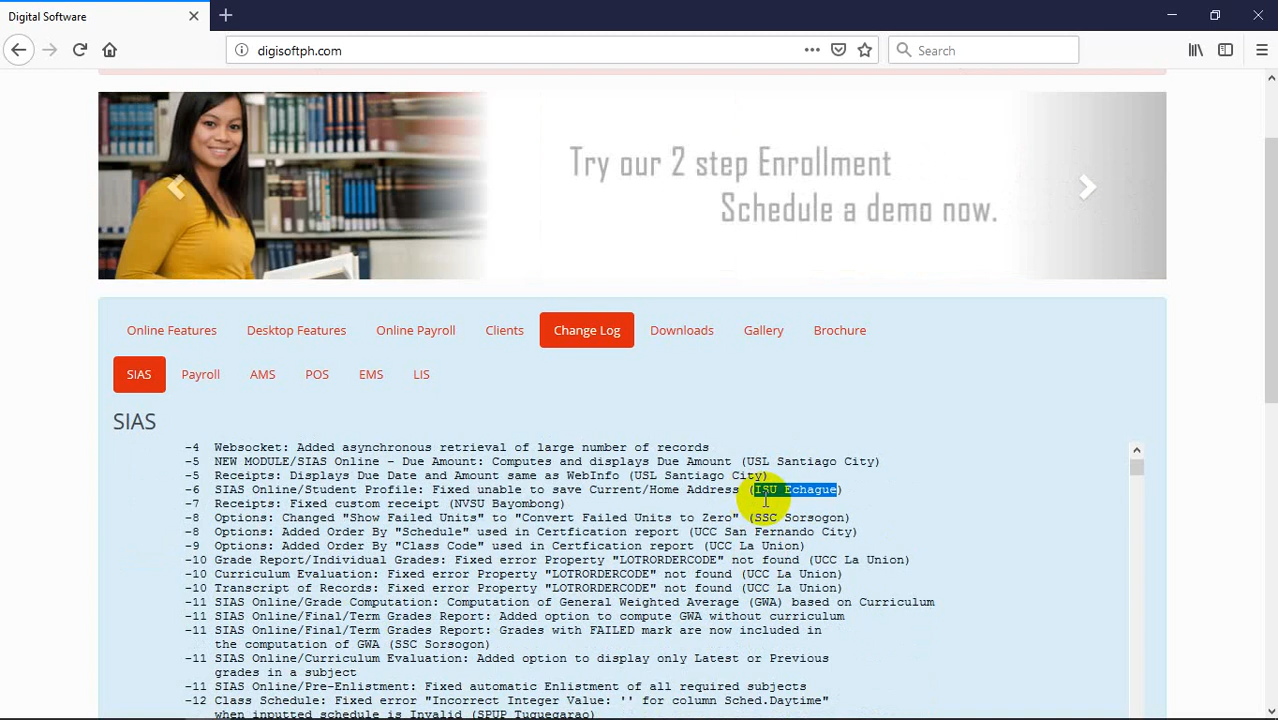 Digital Software
digisoftph.com
Search
Try our 2 step Enrollment
Schedule a demo now.
Online Features Desktop Features Online Payroll Clients Change Log Downloads Gallery Brochure
SIAS Payroll AMS POS EMS LIS
SIAS
-4 Websocket: Added asynchronous retrieval of large number of records
-5 NEW MODULE/SIAS Online - Due Amount: Computes and displays Due Amount (USL Santiago City)
-5 Receipts: Displays Due Date and Amount same as WebInfo (USL Santiago City)
-6 SIAS Online/Student Profile: Fixed unable to save Current/Home Address (ISU Echague)
-7 Receipts: Fixed custom receipt (NVSU Bayombong)
-8 Options: Changed "Show Failed Units" to "Convert Failed Units to Zero" (SSC Sorsogon)
-8 Options: Added Order By "Schedule" used in Certfication report (UCC San Fernando City)
-9 Options: Added Order By "Class Code" used in Certfication report (UCC La Union)
-10 Grade Report/Individual Grades: Fixed error Property "LOTRORDERCODE" not found (UCC La Union)
-10 Curriculum Evaluation: Fixed error Property "LOTRORDERCODE" not found (UCC La Union)
-10 Transcript of Records: Fixed error Property "LOTRORDERCODE" not found (UCC La Union)
-11 SIAS Online/Grade Computation: Computation of General Weighted Average (GWA) based on Curriculum
-11 SIAS Online/Final/Term Grades Report: Added option to compute GWA without curriculum
-11 SIAS Online/Final/Term Grades Report: Grades with FAILED mark are now included in
the computation of GWA (SSC Sorsogon)
-11 SIAS Online/Curriculum Evaluation: Added option to display only Latest or Previous
grades in a subject
-11 SIAS Online/Pre-Enlistment: Fixed automatic Enlistment of all required subjects
-12 Class Schedule: Fixed error "Incorrect Integer Value: '' for column Sched.Daytime"
when inputted schedule is Invalid (SPUP Tuguegarao)